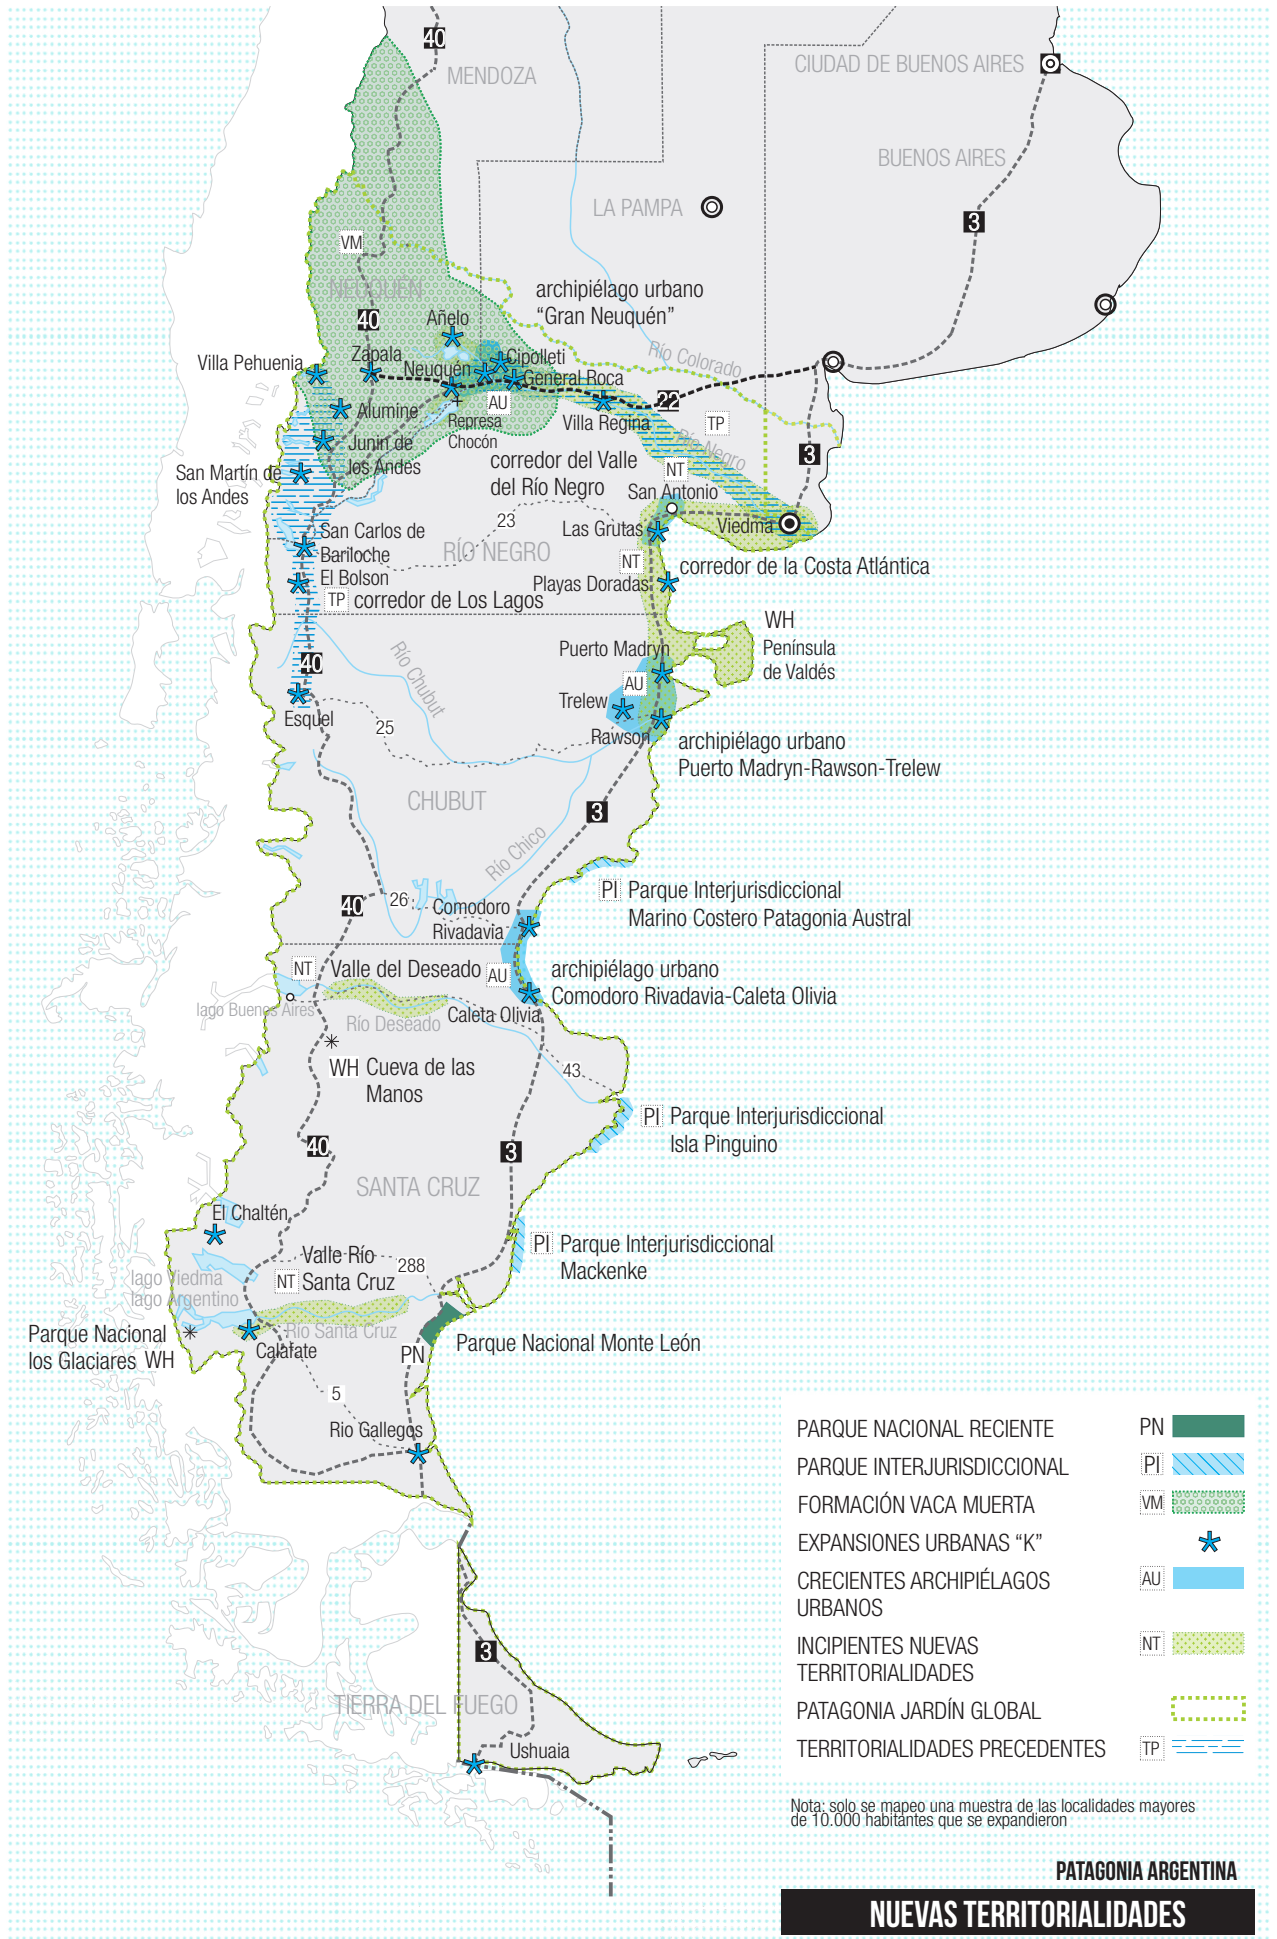 40
MENDOZA
CIUDAD DE BUENOS AIRES
BUENOS AIRES
LA PAMPA
3
VM
NEUQUÉN
archipiélago urbano
“Gran Neuquén”
40
Añelo
Río Colorado
Villa Pehuenia
Zapala
Neuquén
Cipolleti
General Roca
AU
22
Alumine
Represa
Chocón
Villa Regina
TP
Río Negro
3
Junin de
los Andes
San Martín de
los Andes
corredor del Valle
del Río Negro
NT
San Antonio
23
Las Grutas
Viedma
San Carlos de
Bariloche
RÍO NEGRO
El Bolson
NT
corredor de la Costa Atlántica
Playas Doradas
TP corredor de Los Lagos
WH
Península
de Valdés
40
Río Chubut
Puerto Madryn
AU
Trelew
Rawson
Esquel
25
archipiélago urbano
Puerto Madryn-Rawson-Trelew
CHUBUT
3
Río Chico
PI Parque Interjurisdiccional
Marino Costero Patagonia Austral
40
26
Comodoro
Rivadavia
NT Valle del Deseado
AU
archipiélago urbano
Comodoro Rivadavia-Caleta Olivia
lago Buenos Aires
Río Deseado
Caleta Olivia
WH Cueva de las
Manos
43
PI Parque Interjurisdiccional
Isla Pinguino
40
3
SANTA CRUZ
El Chaltén
PI Parque Interjurisdiccional
Mackenke
Valle Río
NT Santa Cruz
288
lago Viedma
lago Argentino
Río Santa Cruz
Parque Nacional
los Glaciares WH
Calafate
PN
Parque Nacional Monte León
5
Rio Gallegos
3
TIERRA DEL FUEGO
Ushuaia
PARQUE NACIONAL RECIENTE PN
PARQUE INTERJURISDICCIONAL PI
FORMACIÓN VACA MUERTA VM
EXPANSIONES URBANAS “K”
CRECIENTES ARCHIPIÉLAGOS AU
URBANOS
INCIPIENTES NUEVAS NT
TERRITORIALIDADES
PATAGONIA JARDÍN GLOBAL
TERRITORIALIDADES PRECEDENTES TP
Nota: solo se mapeo una muestra de las localidades mayores
de 10.000 habitantes que se expandieron
PATAGONIA ARGENTINA
NUEVAS TERRITORIALIDADES